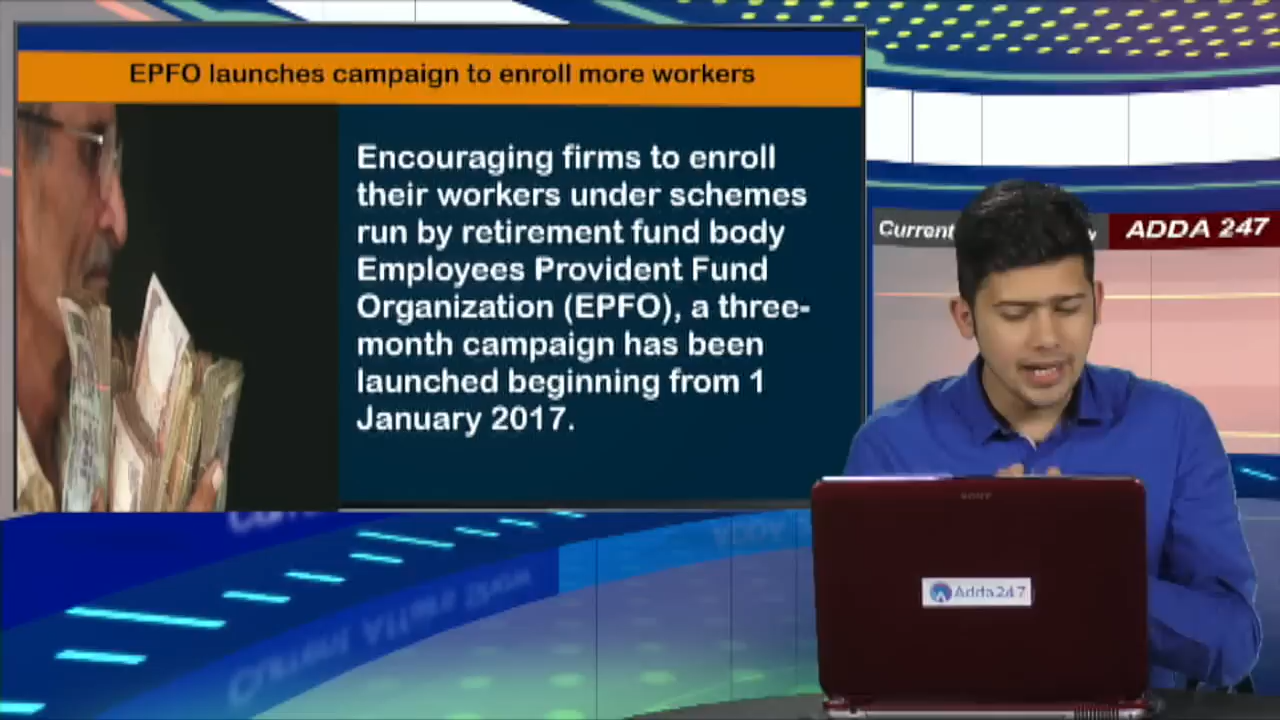 EPFO launches campaign to enroll more workers
Encouraging firms to enroll
their workers under schemes
run by retirement fund body
Employees Provident Fund
Organization (EPFO), a three-
month campaign has been
launched beginning from 1
January 2017.
Current
ADDA 247
SONY
Adda247